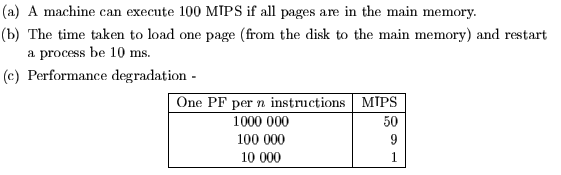 (a) A machine can execute 100 MIPS if all pages are in the main memory.
(b) The time taken to load one page (from the disk to the main memory) and restart
a process be 10 ms.
(c) Performance degradation -
One PF per n instructions MIPS
1000 000 50
100 000 9
10 000 1